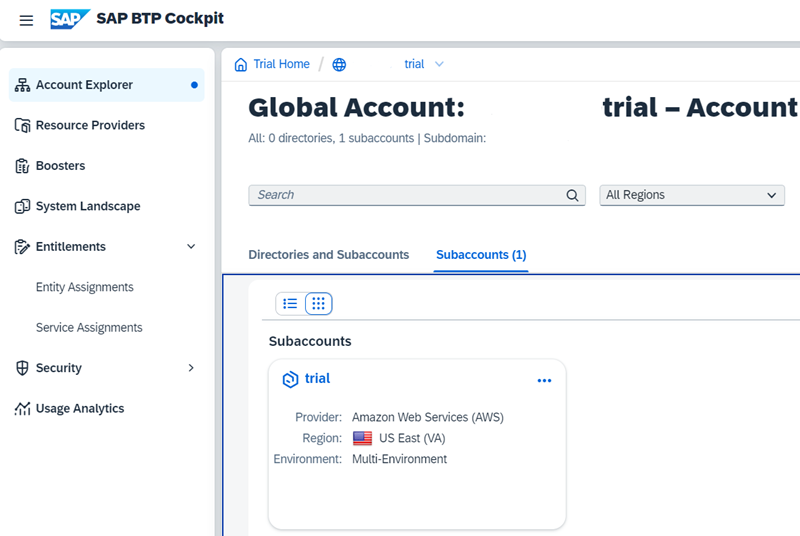 SAP SAP BTP Cockpit
Account Explorer
Resource Providers
Boosters
System Landscape
Entitlements
Entity Assignments
Service Assignments
Security
Usage Analytics
Trial Home / trial
Global Account: trial – Account
All: 0 directories, 1 subaccounts | Subdomain:
Search
All Regions
Directories and Subaccounts
Subaccounts (1)
Subaccounts
trial
Provider: Amazon Web Services (AWS)
Region: US East (VA)
Environment: Multi-Environment